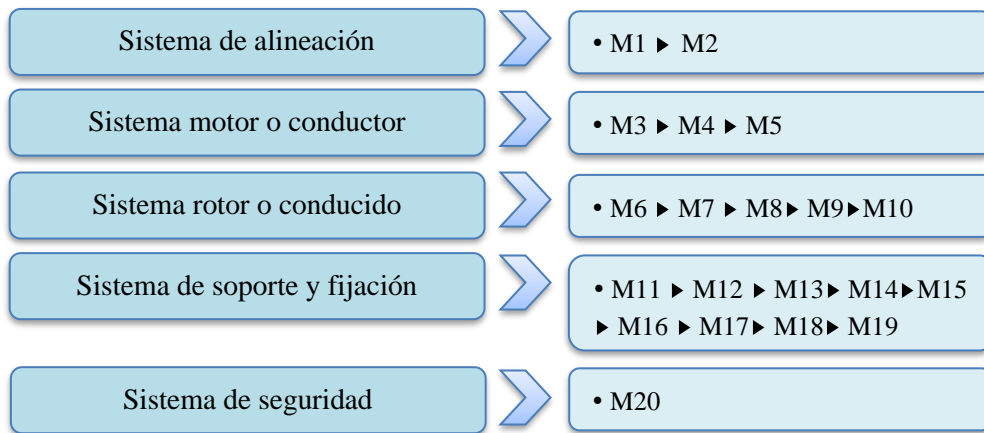 Sistema de alineación
• M1 ▶ M2
Sistema motor o conductor
• M3 ▶ M4 ▶ M5
Sistema rotor o conducido
• M6 ▶ M7 ▶ M8▶ M9▶M10
Sistema de soporte y fijación
• M11 ▶ M12 ▶ M13▶ M14▶M15
▶ M16 ▶ M17▶ M18▶ M19
Sistema de seguridad
• M20